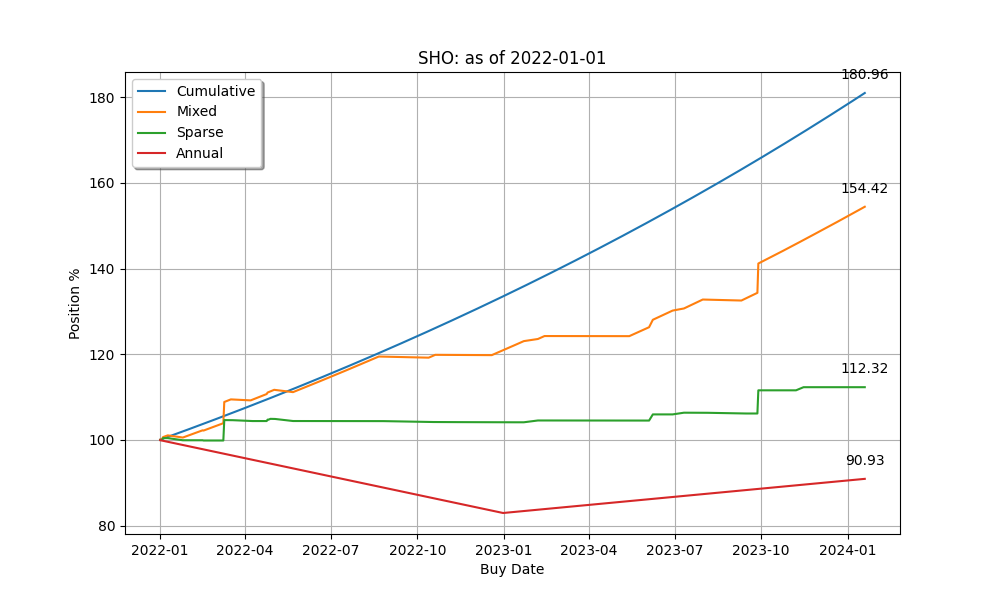 SHO: as of 2022-01-01
180.96
Cumulative
Mixed
Sparse
Annual
154.42
112.32
90.93
Position %
180
160
140
120
100
80
2022-01
2022-04
2022-07
2022-10
2023-01
2023-04
2023-07
2023-10
2024-01
Buy Date